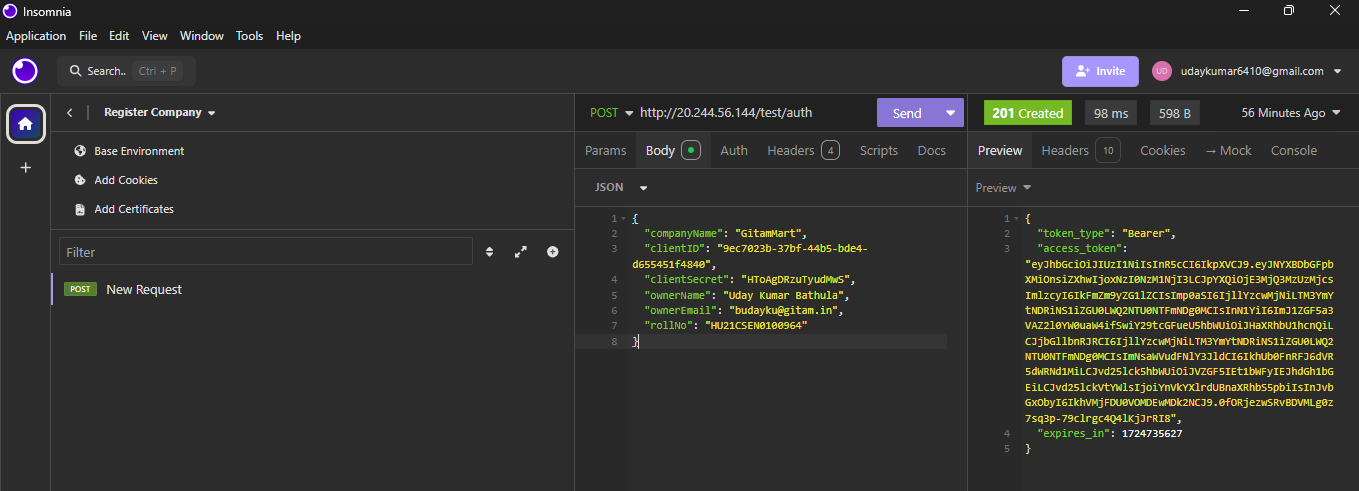 Insomnia
Application File Edit View Window Tools Help
Search.. Ctrl + P
Invite
UD
udaykumar6410@gmail.com
Register Company
Base Environment
Add Cookies
Add Certificates
Filter
POST New Request
POST http://20.244.56.144/test/auth Send
Params Body Auth Headers 4 Scripts Docs
JSON
1 {
2 "companyName": "GitamMart",
3 "clientID": "9ec7023b-37bf-44b5-bde4-
d655451f4840",
4 "clientSecret": "HToAgDRzuTyudMwS",
5 "ownerName": "Uday Kumar Bathula",
6 "ownerEmail": "budayku@gitam.in",
7 "rollNo": "HU21CSEN0100964"
8 }
201 Created 98 ms 598 B 56 Minutes Ago
Preview Headers 10 Cookies → Mock Console
Preview
1 {
2 "token_type": "Bearer",
3 "access_token":
4 "expires_in": 1724735627
5 }